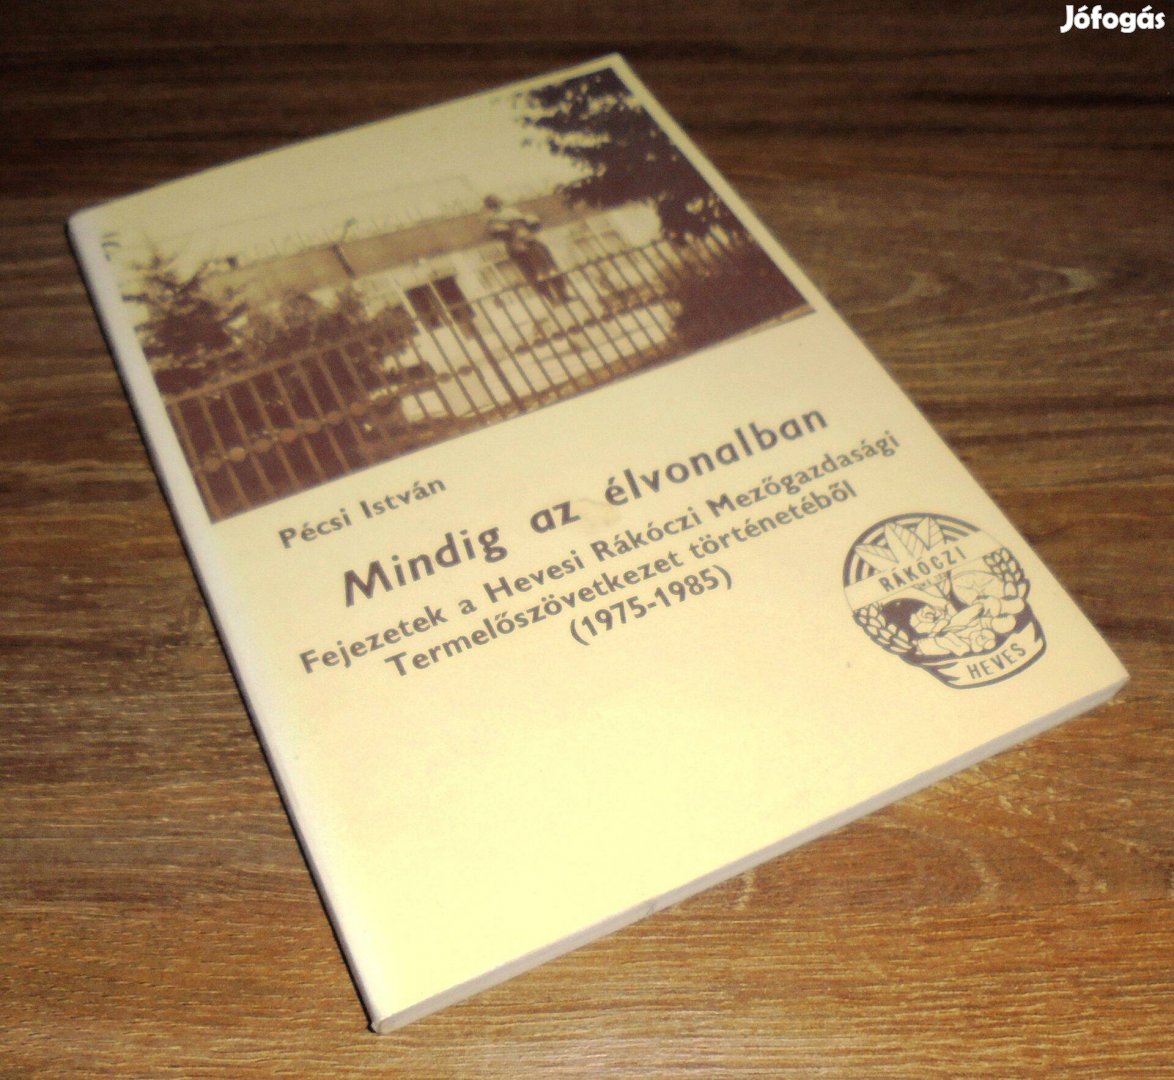 Jófogás
Pécsi István
Mindig az élvonalban
Fejezetek a Hevesi Rákóczi Mezőgazdasági
Termelőszövetkezet történetéből
(1975-1985)
RÁKÓCZI
HEVES